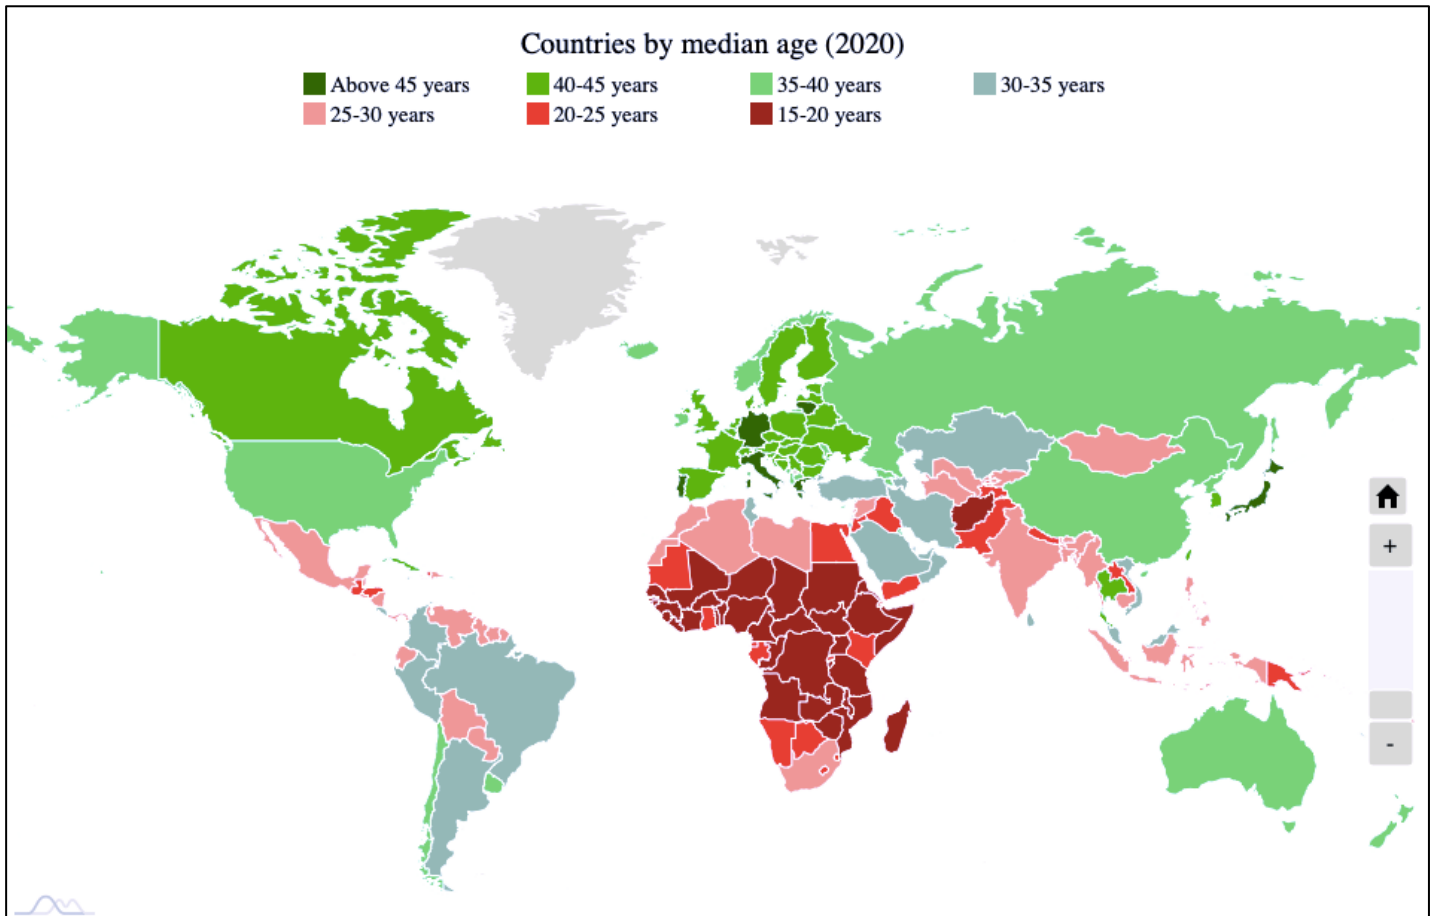 Countries by median age (2020)
Above 45 years 40-45 years 35-40 years 30-35 years
25-30 years 20-25 years 15-20 years
+
-